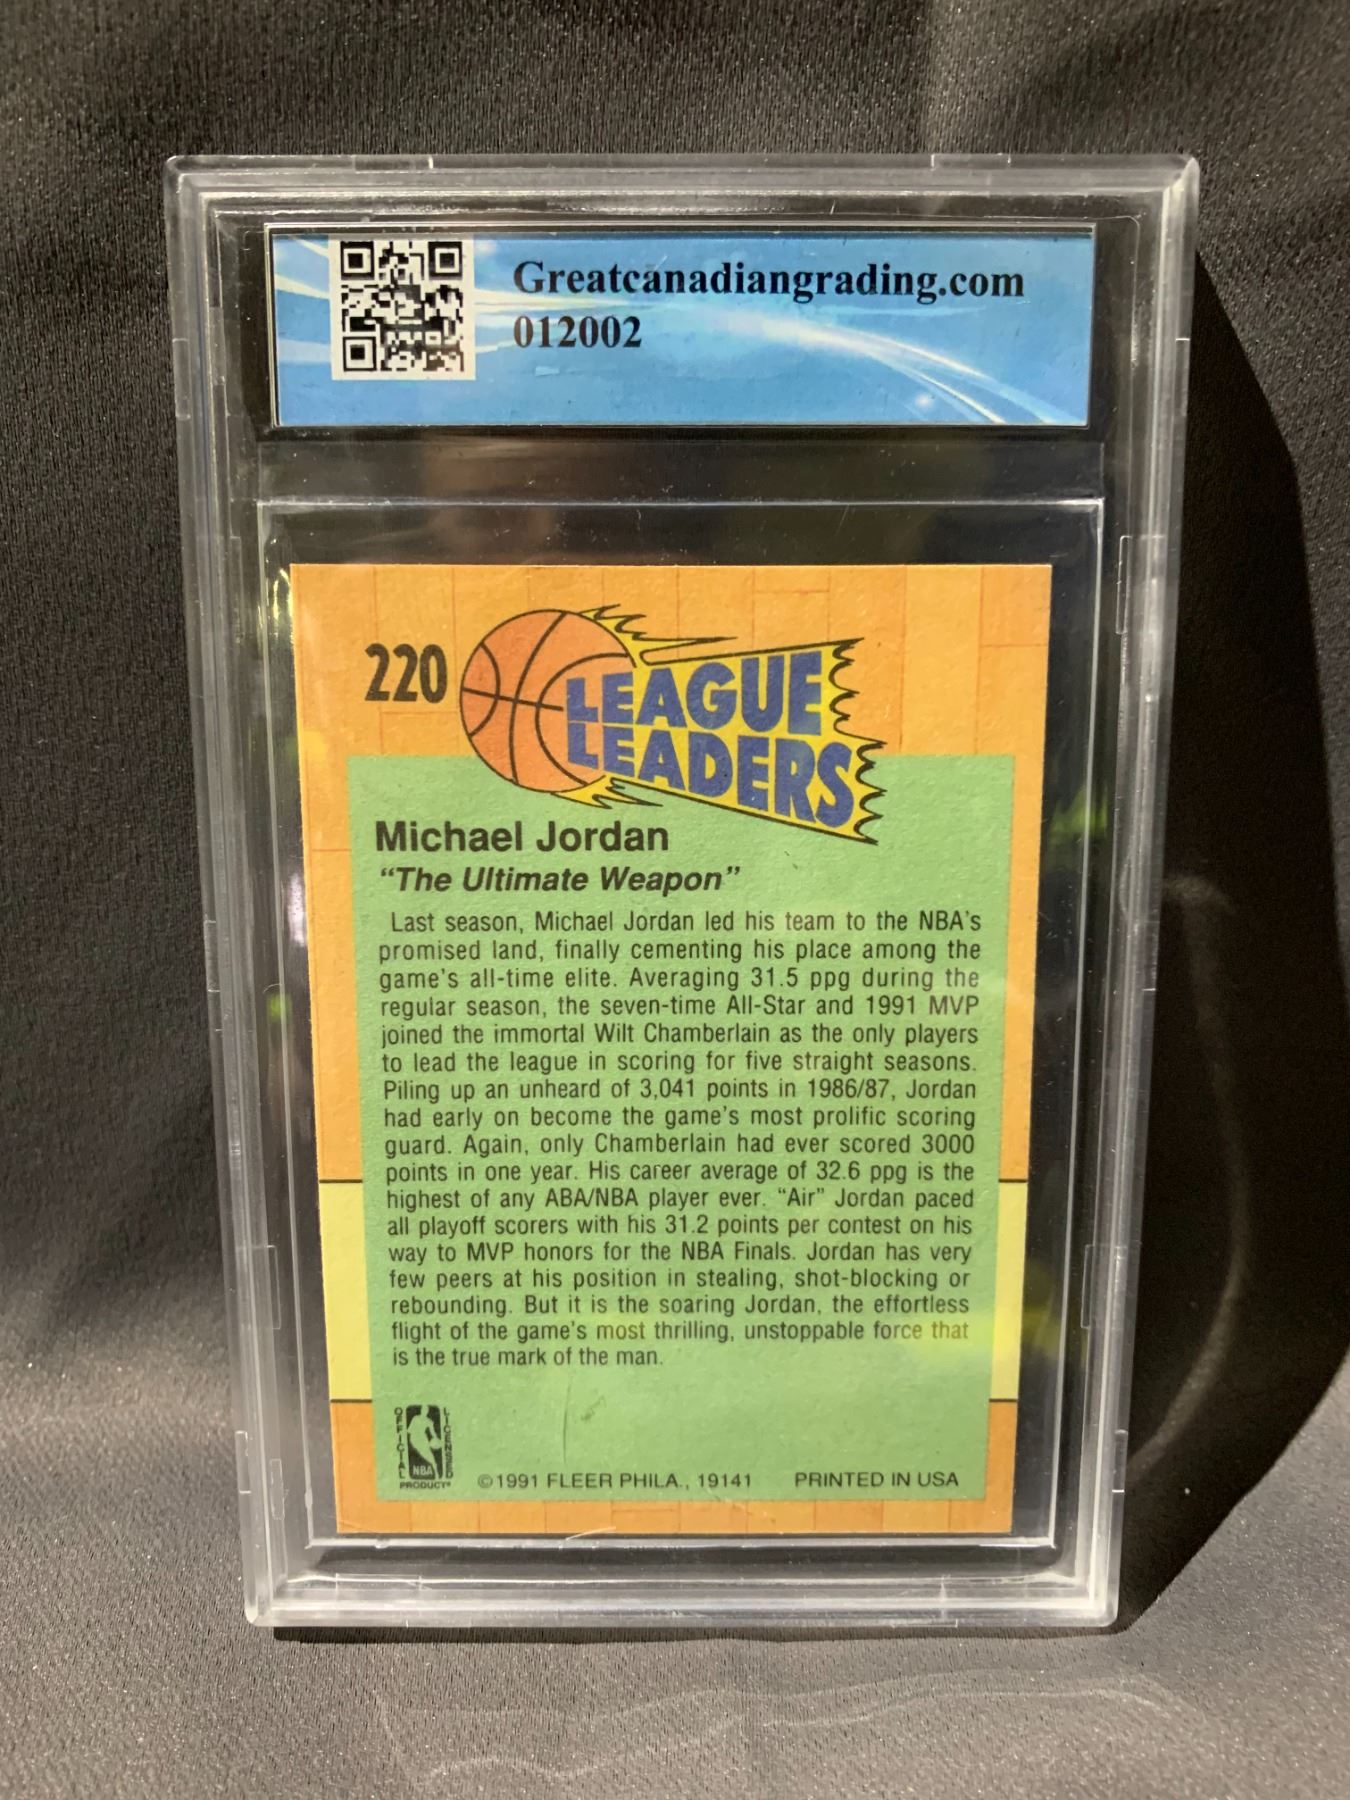 Greatcanadiangrading.com
012002
220
LEAGUE
LEADERS
Michael Jordan
“The Ultimate Weapon”
Last season, Michael Jordan led his team to the NBA's
promised land, finally cementing his place among the
game's all-time elite. Averaging 31.5 ppg during the
regular season, the seven-time All-Star and 1991 MVP
joined the immortal Wilt Chamberlain as the only players
to lead the league in scoring for five straight seasons.
Piling up an unheard of 3,041 points in 1986/87, Jordan
had early on become the game's most prolific scoring
guard. Again, only Chamberlain had ever scored 3000
points in one year. His career average of 32.6 ppg is the
highest of any ABA/NBA player ever. “Air” Jordan paced
all playoff scorers with his 31.2 points per contest on his
way to MVP honors for the NBA Finals. Jordan has very
few peers at his position in stealing, shot-blocking or
rebounding. But it is the soaring Jordan, the effortless
flight of the game's most thrilling, unstoppable force that
is the true mark of the man.
OFFICIAL
LICENSED
NBA
PRODUCT®
©1991 FLEER PHILA., 19141 PRINTED IN USA